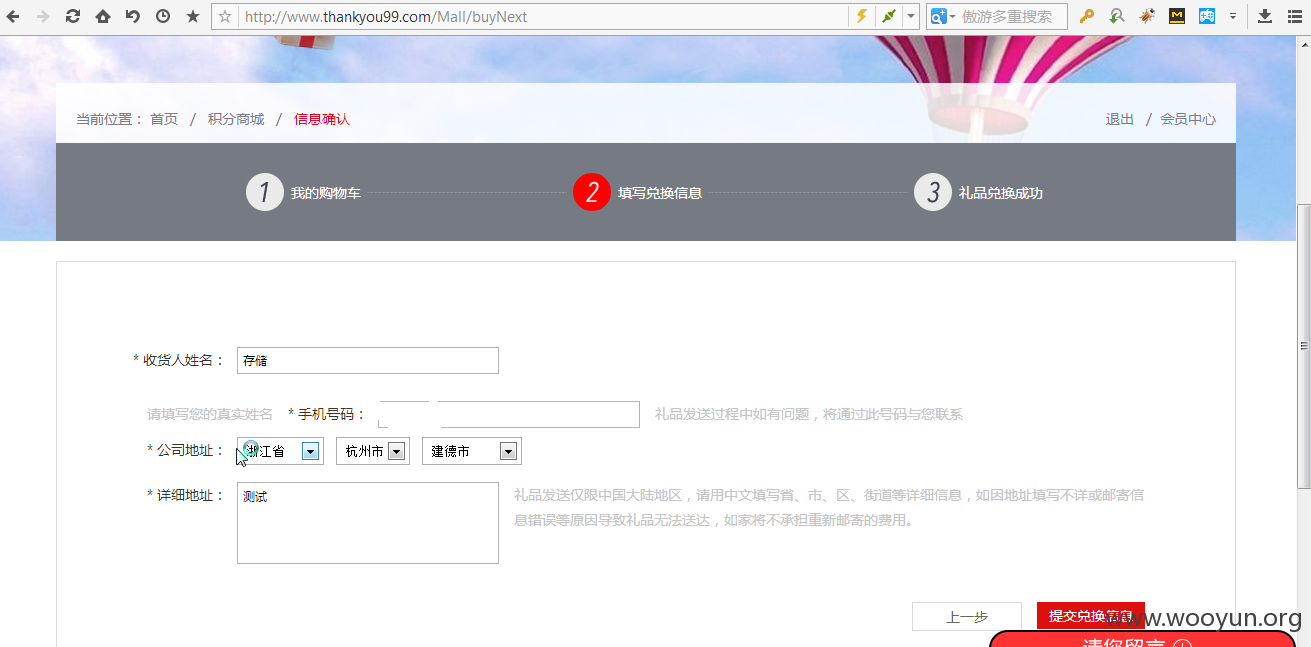 http://www.thankyou99.com/Mall/buyNext 傲游多重搜索
当前位置： 首页 / 积分商城 / 信息确认 退出 / 会员中心
1 我的购物车 2 填写兑换信息 3 礼品兑换成功
* 收货人姓名： 存储
请填写您的真实姓名 * 手机号码： 礼品发送过程中如有问题，将通过此号码与您联系
* 公司地址： 浙江省 杭州市 建德市
* 详细地址： 测试 礼品发送仅限中国大陆地区，请用中文填写省、市、区、街道等详细信息，如因地址填写不详或邮寄信
息错误等原因导致礼品无法送达，如家将不承担重新邮寄的费用。
上一步 提交兑换信息
www.wooyun.org
请您留言